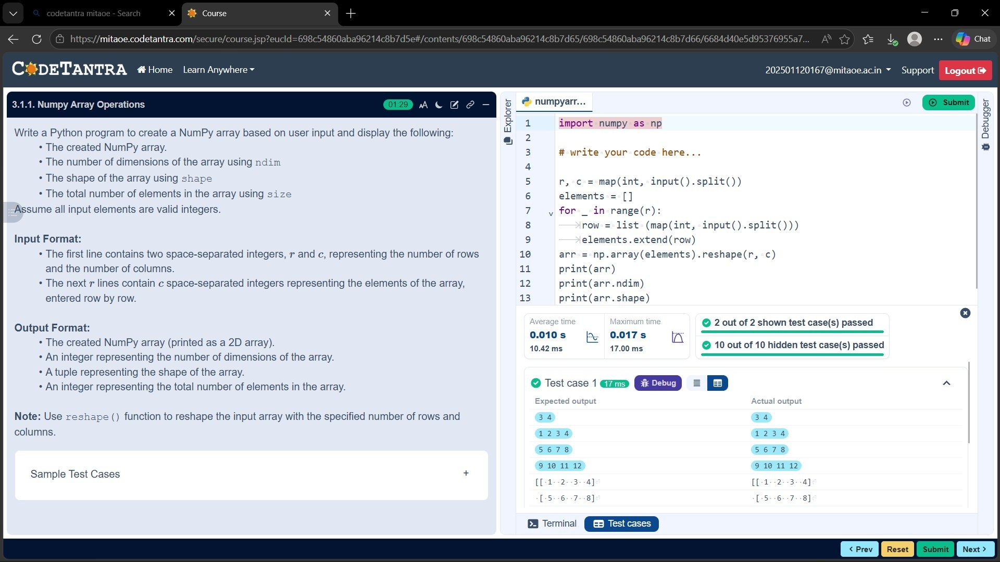 codetantra mitaoe - Search
Course
https://mitaoe.codetantra.com/secure/course.jsp?eucId=698c54860aba96214c8b7d5e#/contents/698c54860aba96214c8b7d65/698c54860aba96214c8b7d66/6684d40e5d95376955a7...
Chat
CODETANTRA
Home
Learn Anywhere
202501120167@mitaoe.ac.in
Support
Logout
3.1.1. Numpy Array Operations
01:29
Write a Python program to create a NumPy array based on user input and display the following:
• The created NumPy array.
• The number of dimensions of the array using ndim
• The shape of the array using shape
• The total number of elements in the array using size
Assume all input elements are valid integers.
Input Format:
• The first line contains two space-separated integers, r and c, representing the number of rows
and the number of columns.
• The next r lines contain c space-separated integers representing the elements of the array,
entered row by row.
Output Format:
• The created NumPy array (printed as a 2D array).
• An integer representing the number of dimensions of the array.
• A tuple representing the shape of the array.
• An integer representing the total number of elements in the array.
Note: Use reshape() function to reshape the input array with the specified number of rows and
columns.
Sample Test Cases
+
Explorer
numpyarr...
Submit
Debugger
1 import numpy as np
2
3 # write your code here...
4
5 r, c = map(int, input().split())
6 elements = []
7 for _ in range(r):
8 row = list (map(int, input().split()))
9 elements.extend(row)
10 arr = np.array(elements).reshape(r, c)
11 print(arr)
12 print(arr.ndim)
13 print(arr.shape)
Average time
0.010 s
10.42 ms
Maximum time
0.017 s
17.00 ms
2 out of 2 shown test case(s) passed
10 out of 10 hidden test case(s) passed
Test case 1
17 ms
Debug
Expected output
Actual output
3 4
3 4
1 2 3 4
1 2 3 4
5 6 7 8
5 6 7 8
9 10 11 12
9 10 11 12
[[·1··2··3··4]
[[·1··2··3··4]
·[·5··6··7··8]
·[·5··6··7··8]
Terminal
Test cases
< Prev
Reset
Submit
Next >